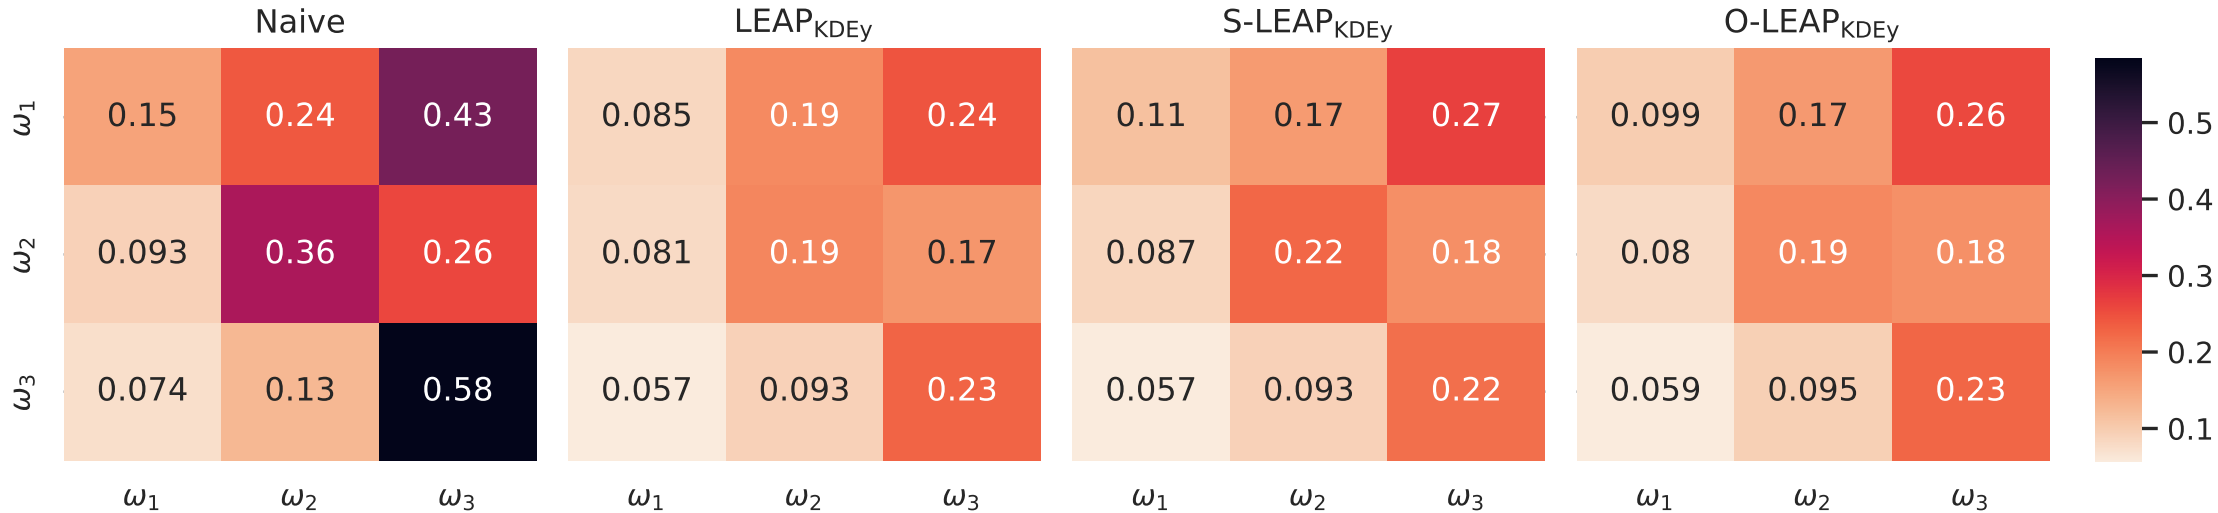 Naive LEAP_KDEy S-LEAP_KDEy O-LEAP_KDEy
ω₁ 0.15 0.24 0.43 0.085 0.19 0.24 0.11 0.17 0.27 0.099 0.17 0.26
ω₂ 0.093 0.36 0.26 0.081 0.19 0.17 0.087 0.22 0.18 0.08 0.19 0.18
ω₃ 0.074 0.13 0.58 0.057 0.093 0.23 0.057 0.093 0.22 0.059 0.095 0.23
ω₁ ω₂ ω₃ ω₁ ω₂ ω₃ ω₁ ω₂ ω₃ ω₁ ω₂ ω₃
0.5
0.4
0.3
0.2
0.1